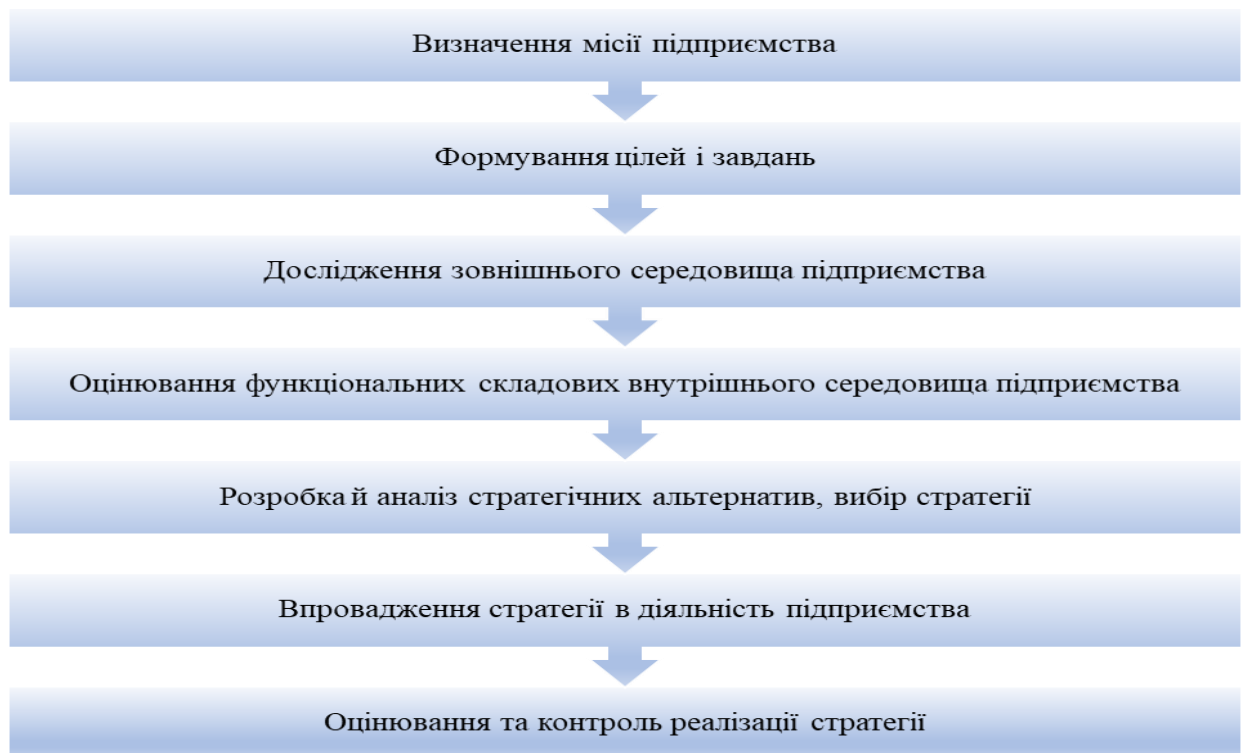 Визначення місії підприємства
Формування цілей і завдань
Дослідження зовнішнього середовища підприємства
Оцінювання функціональних складових внутрішнього середовища підприємства
Розробка й аналіз стратегічних альтернатив, вибір стратегії
Впровадження стратегії в діяльність підприємства
Оцінювання та контроль реалізації стратегії